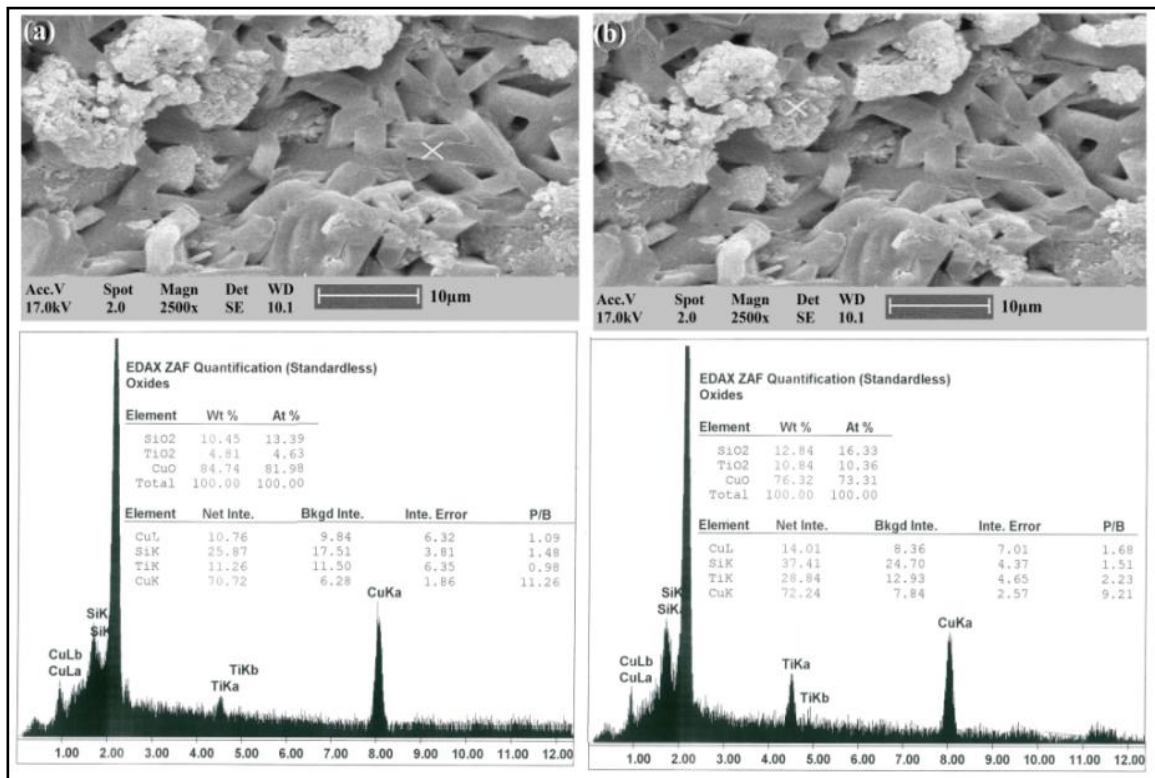 (a)
Acc.V Spot Magn Det WD
17.0kV 2.0 2500x SE 10.1 10µm
EDAX ZAF Quantification (Standardless)
Oxides
Element Wt % At %
SiO2 10.45 13.39
TiO2 4.81 4.63
CuO 84.74 81.98
Total 100.00 100.00
Element Net Inte. Bkgd Inte. Inte. Error P/B
CuL 10.76 9.84 6.32 1.09
SiK 25.87 17.51 3.81 1.48
TiK 11.26 11.50 6.35 0.98
CuK 70.72 6.28 1.86 11.26
SiK
SiK
CuLb
CuLa
TiKb
TiKa
CuKa
1.00 2.00 3.00 4.00 5.00 6.00 7.00 8.00 9.00 10.00 11.00 12.00
(b)
Acc.V Spot Magn Det WD
17.0kV 2.0 2500x SE 10.1 10µm
EDAX ZAF Quantification (Standardless)
Oxides
Element Wt % At %
SiO2 12.84 16.33
TiO2 10.84 10.36
CuO 76.32 73.31
Total 100.00 100.00
Element Net Inte. Bkgd Inte. Inte. Error P/B
CuL 14.01 8.36 7.01 1.68
SiK 37.41 24.70 4.37 1.51
TiK 28.84 12.93 4.65 2.23
CuK 72.24 7.84 2.57 9.21
SiK
SiK
CuLb
CuLa
TiKa
TiKb
CuKa
1.00 2.00 3.00 4.00 5.00 6.00 7.00 8.00 9.00 10.00 11.00 12.00